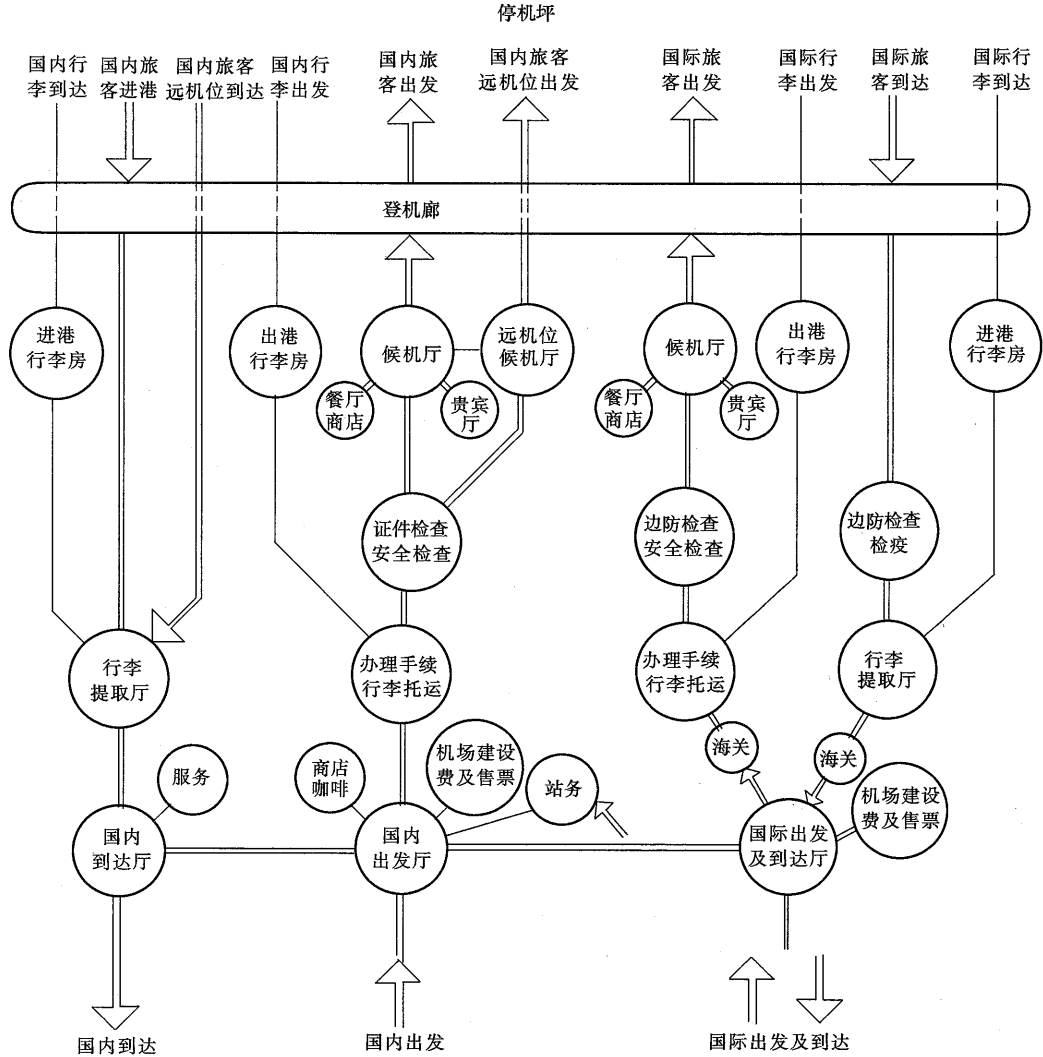 停机坪
国内行
李到达
国内旅
客进港
国内旅客
远机位到达
国内行
李出发
国内旅
客出发
国内旅客
远机位出发
国际旅
客出发
国际行
李出发
国际旅
客到达
国际行
李到达
登机廊
进港
行李房
出港
行李房
候机厅
远机位
候机厅
候机厅
出港
行李房
进港
行李房
餐厅
商店
贵宾
厅
餐厅
商店
贵宾
厅
证件检查
安全检查
边防检查
安全检查
边防检查
检疫
行李
提取厅
办理手续
行李托运
办理手续
行李托运
行李
提取厅
海关
海关
服务
商店
咖啡
机场建设
费及售票
站务
机场建设
费及售票
国内
到达厅
国内
出发厅
国际出发
及到达厅
国内到达
国内出发
国际出发及到达